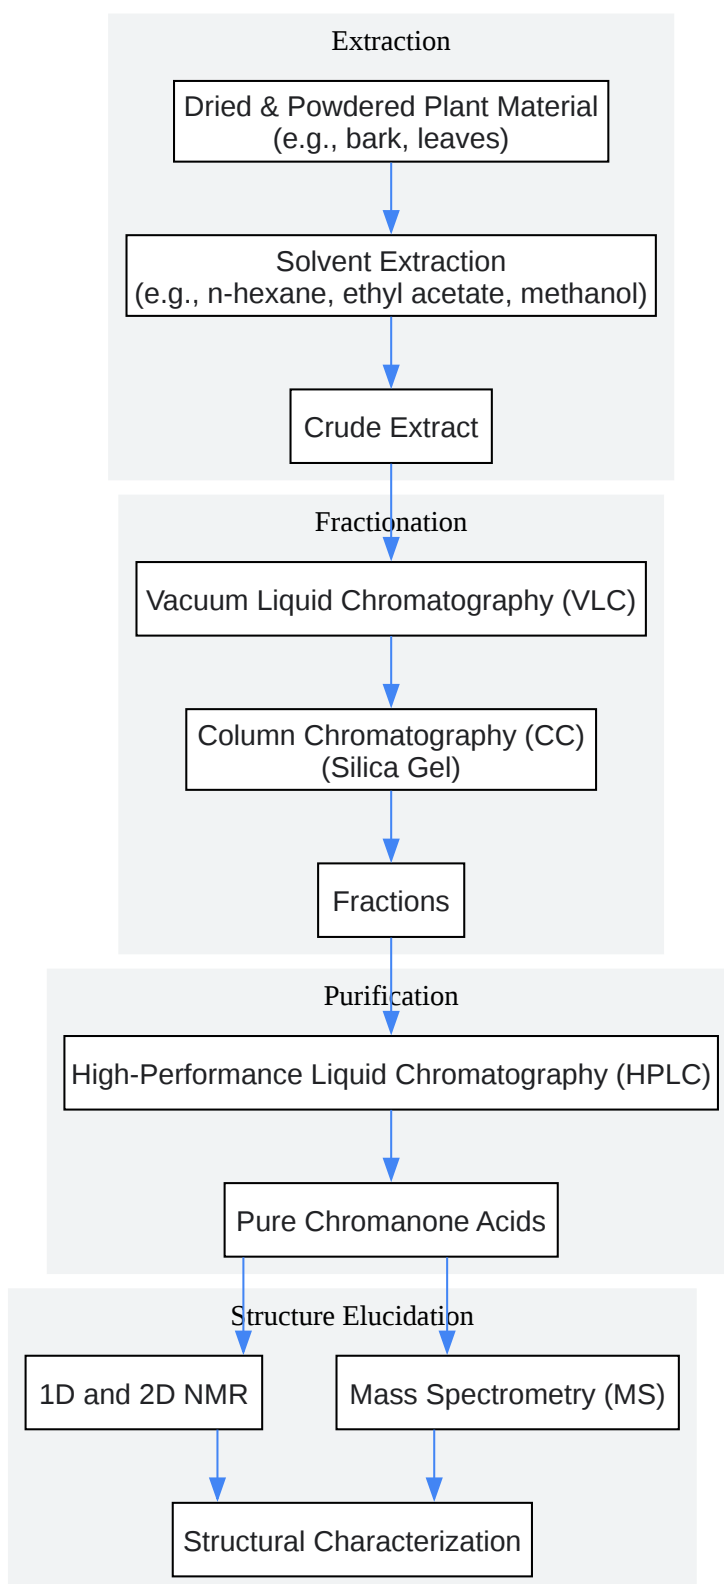 Extraction
Dried & Powdered Plant Material
(e.g., bark, leaves)
Solvent Extraction
(e.g., n-hexane, ethyl acetate, methanol)
Crude Extract
Fractionation
Vacuum Liquid Chromatography (VLC)
Column Chromatography (CC)
(Silica Gel)
Fractions
Purification
High-Performance Liquid Chromatography (HPLC)
Pure Chromanone Acids
Structure Elucidation
1D and 2D NMR
Mass Spectrometry (MS)
Structural Characterization